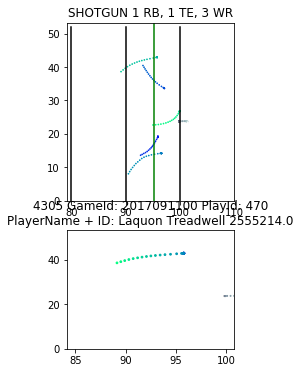 SHOTGUN 1 RB, 1 TE, 3 WR
50
40
30
20
10
0
80 90 100 110
4305 GameId: 2017091100 PlayId: 470
PlayerName + ID: Laquon Treadwell 2555214.0
40
20
0
85 90 95 100